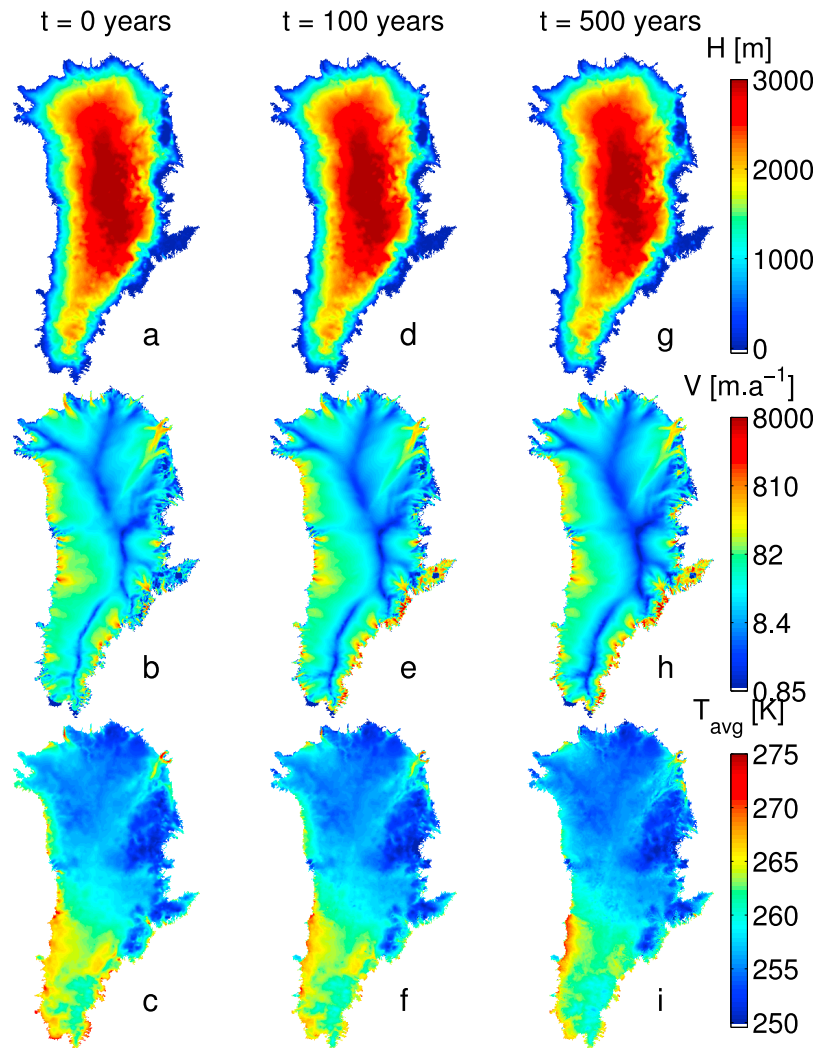 t = 0 years t = 100 years t = 500 years
H [m]
3000
2000
1000
0
a d g
V [m.a⁻¹]
8000
810
82
8.4
0.85
b e h
T_avg [K]
275
270
265
260
255
250
c f i